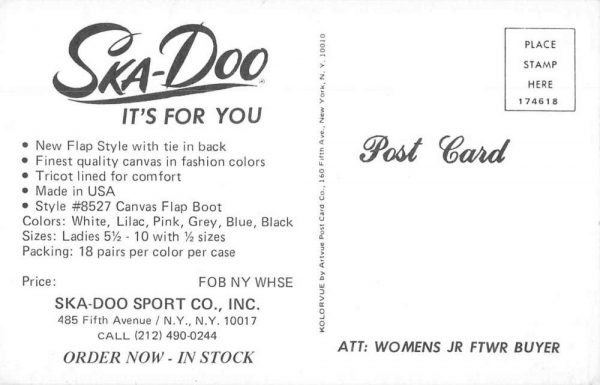 SKA-DOO®
IT'S FOR YOU
• New Flap Style with tie in back
• Finest quality canvas in fashion colors
• Tricot lined for comfort
• Made in USA
• Style #8527 Canvas Flap Boot
Colors: White, Lilac, Pink, Grey, Blue, Black
Sizes: Ladies 5½ - 10 with ½ sizes
Packing: 18 pairs per color per case
Price: FOB NY WHSE
SKA-DOO SPORT CO., INC.
485 Fifth Avenue / N.Y., N.Y. 10017
CALL (212) 490-0244
ORDER NOW - IN STOCK
KOLORVUE by Artvue Post Card Co., 160 Fifth Ave., New York, N. Y. 10010
PLACE
STAMP
HERE
174618
Post Card
ATT: WOMENS JR FTWR BUYER